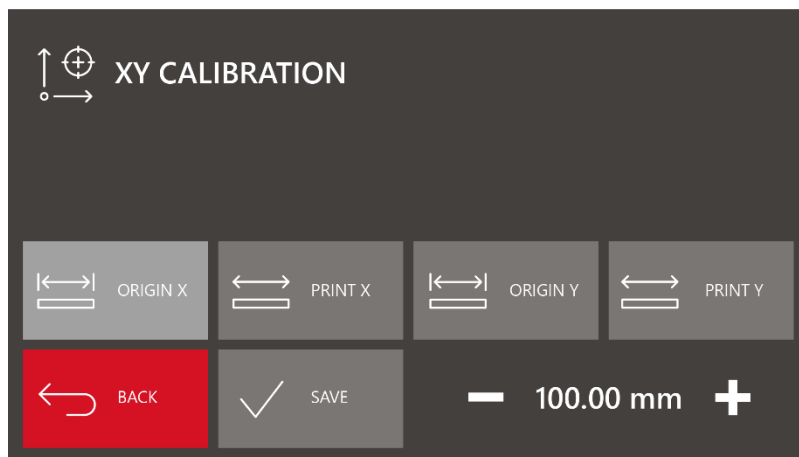 XY CALIBRATION
ORIGIN X
PRINT X
ORIGIN Y
PRINT Y
BACK
SAVE
100.00 mm